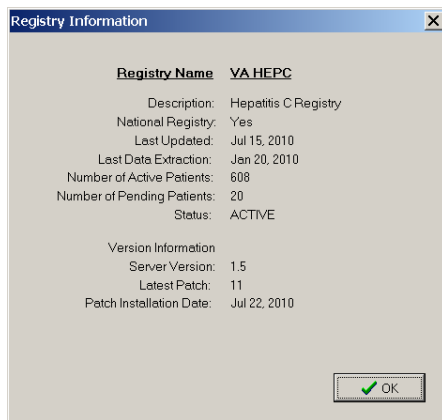 Registry Information
Registry Name VA HEPC
Description: Hepatitis C Registry
National Registry: Yes
Last Updated: Jul 15, 2010
Last Data Extraction: Jan 20, 2010
Number of Active Patients: 608
Number of Pending Patients: 20
Status: ACTIVE
Version Information
Server Version: 1.5
Latest Patch: 11
Patch Installation Date: Jul 22, 2010
OK